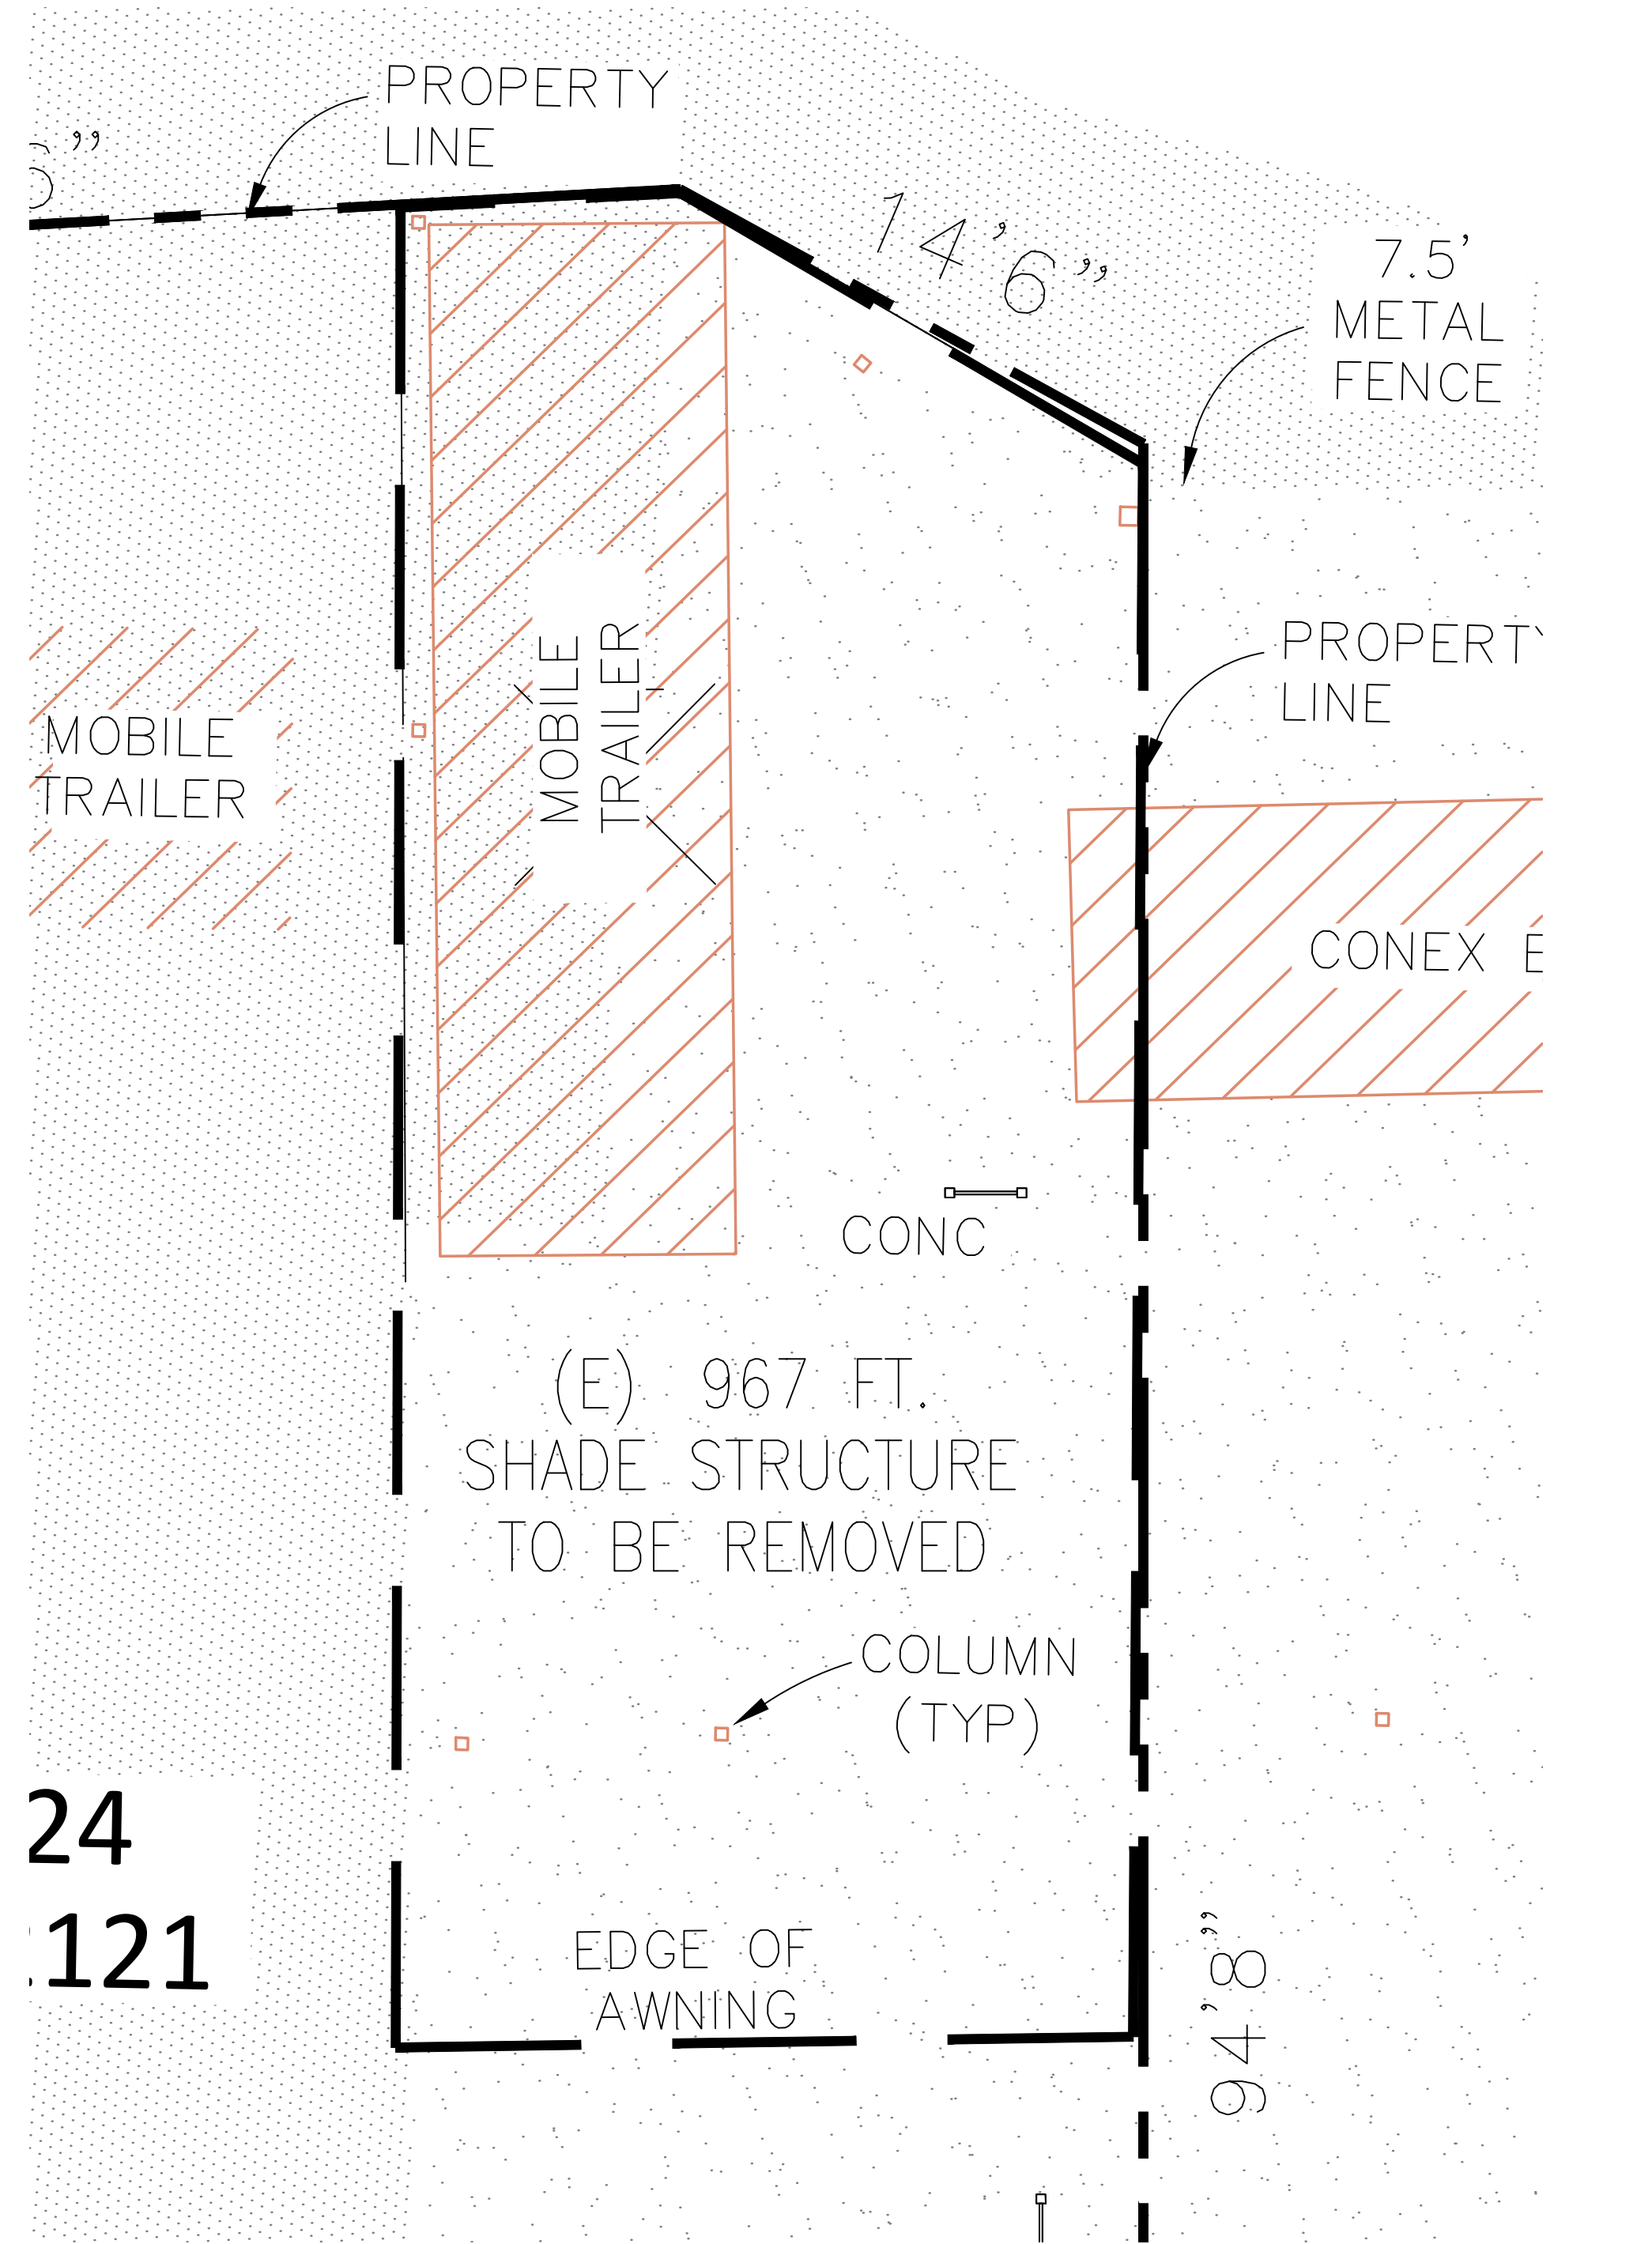 PROPERTY
LINE
14'6"
7.5'
METAL
FENCE
PROPERTY
LINE
MOBILE
TRAILER
MOBILE
TRAILER
CONEX
CONC
(E) 967 FT.
SHADE STRUCTURE
TO BE REMOVED
COLUMN
(TYP)
24
121
EDGE OF
AWNING
94'8"